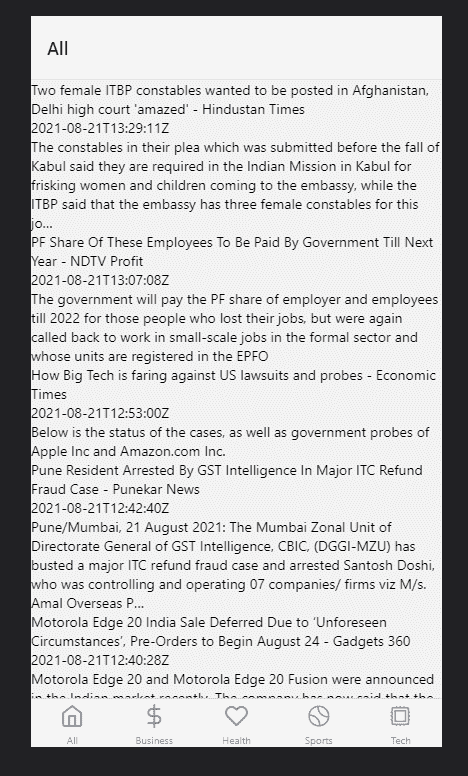 All
Two female ITBP constables wanted to be posted in Afghanistan,
Delhi high court 'amazed' - Hindustan Times
2021-08-21T13:29:11Z
The constables in their plea which was submitted before the fall of
Kabul said they are required in the Indian Mission in Kabul for
frisking women and children coming to the embassy, while the
ITBP said that the embassy has three female constables for this
jo…
PF Share Of These Employees To Be Paid By Government Till Next
Year - NDTV Profit
2021-08-21T13:07:08Z
The government will pay the PF share of employer and employees
till 2022 for those people who lost their jobs, but were again
called back to work in small-scale jobs in the formal sector and
whose units are registered in the EPFO
How Big Tech is faring against US lawsuits and probes - Economic
Times
2021-08-21T12:53:00Z
Below is the status of the cases, as well as government probes of
Apple Inc and Amazon.com Inc.
Pune Resident Arrested By GST Intelligence In Major ITC Refund
Fraud Case - Punekar News
2021-08-21T12:42:40Z
Pune/Mumbai, 21 August 2021: The Mumbai Zonal Unit of
Directorate General of GST Intelligence, CBIC, (DGGI-MZU) has
busted a major ITC refund fraud case and arrested Santosh Doshi,
who was controlling and operating 07 companies/ firms viz M/s.
Amal Overseas P…
Motorola Edge 20 India Sale Deferred Due to ‘Unforeseen
Circumstances’, Pre-Orders to Begin August 24 - Gadgets 360
2021-08-21T12:40:28Z
Motorola Edge 20 and Motorola Edge 20 Fusion were announced
in the Indian market recently. The company has now said that the
All
Business
Health
Sports
Tech